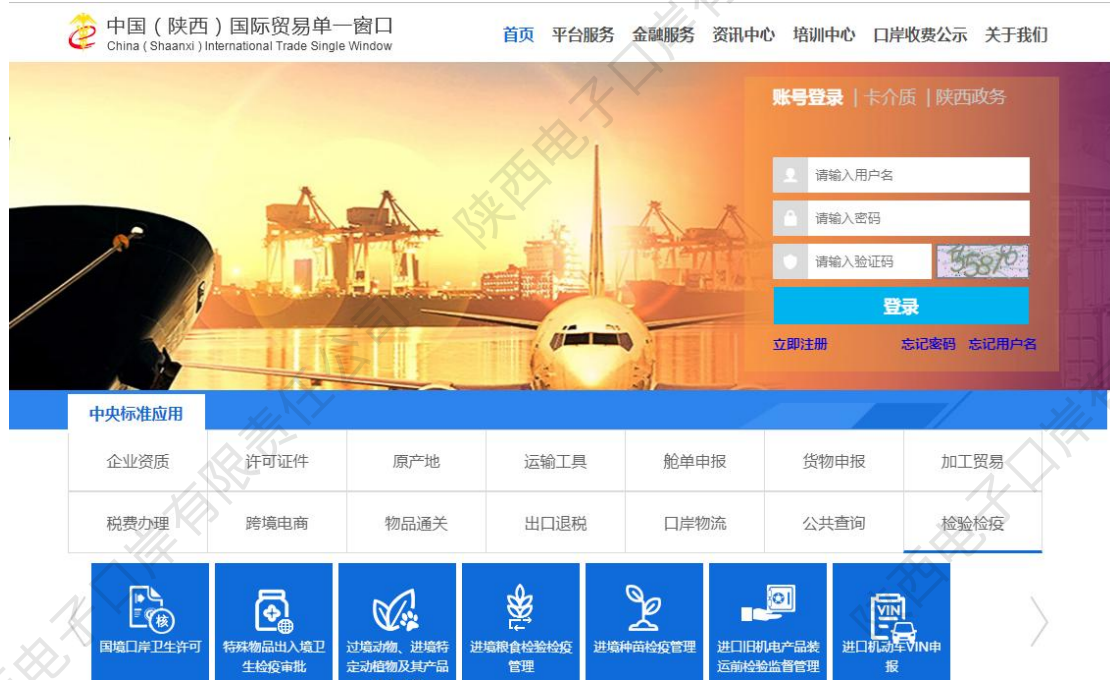 中国（陕西）国际贸易单一窗口
China ( Shaanxi ) International Trade Single Window
首页 平台服务 金融服务 资讯中心 培训中心 口岸收费公示 关于我们
账号登录 | 卡介质 | 陕西政务
请输入用户名
请输入密码
请输入验证码
登录
立即注册 忘记密码 忘记用户名
中央标准应用
企业资质 许可证件 原产地 运输工具 舱单申报 货物申报 加工贸易
税费办理 跨境电商 物品通关 出口退税 口岸物流 公共查询 检验检疫
核
VIN
国境口岸卫生许可 特殊物品出入境卫 过境动物、进境特 进境粮食检验检疫 进境种苗检疫管理 进口旧机电产品装 进口机动车VIN申
生检疫审批 定动植物及其产品 管理 运前检验监督管理 报